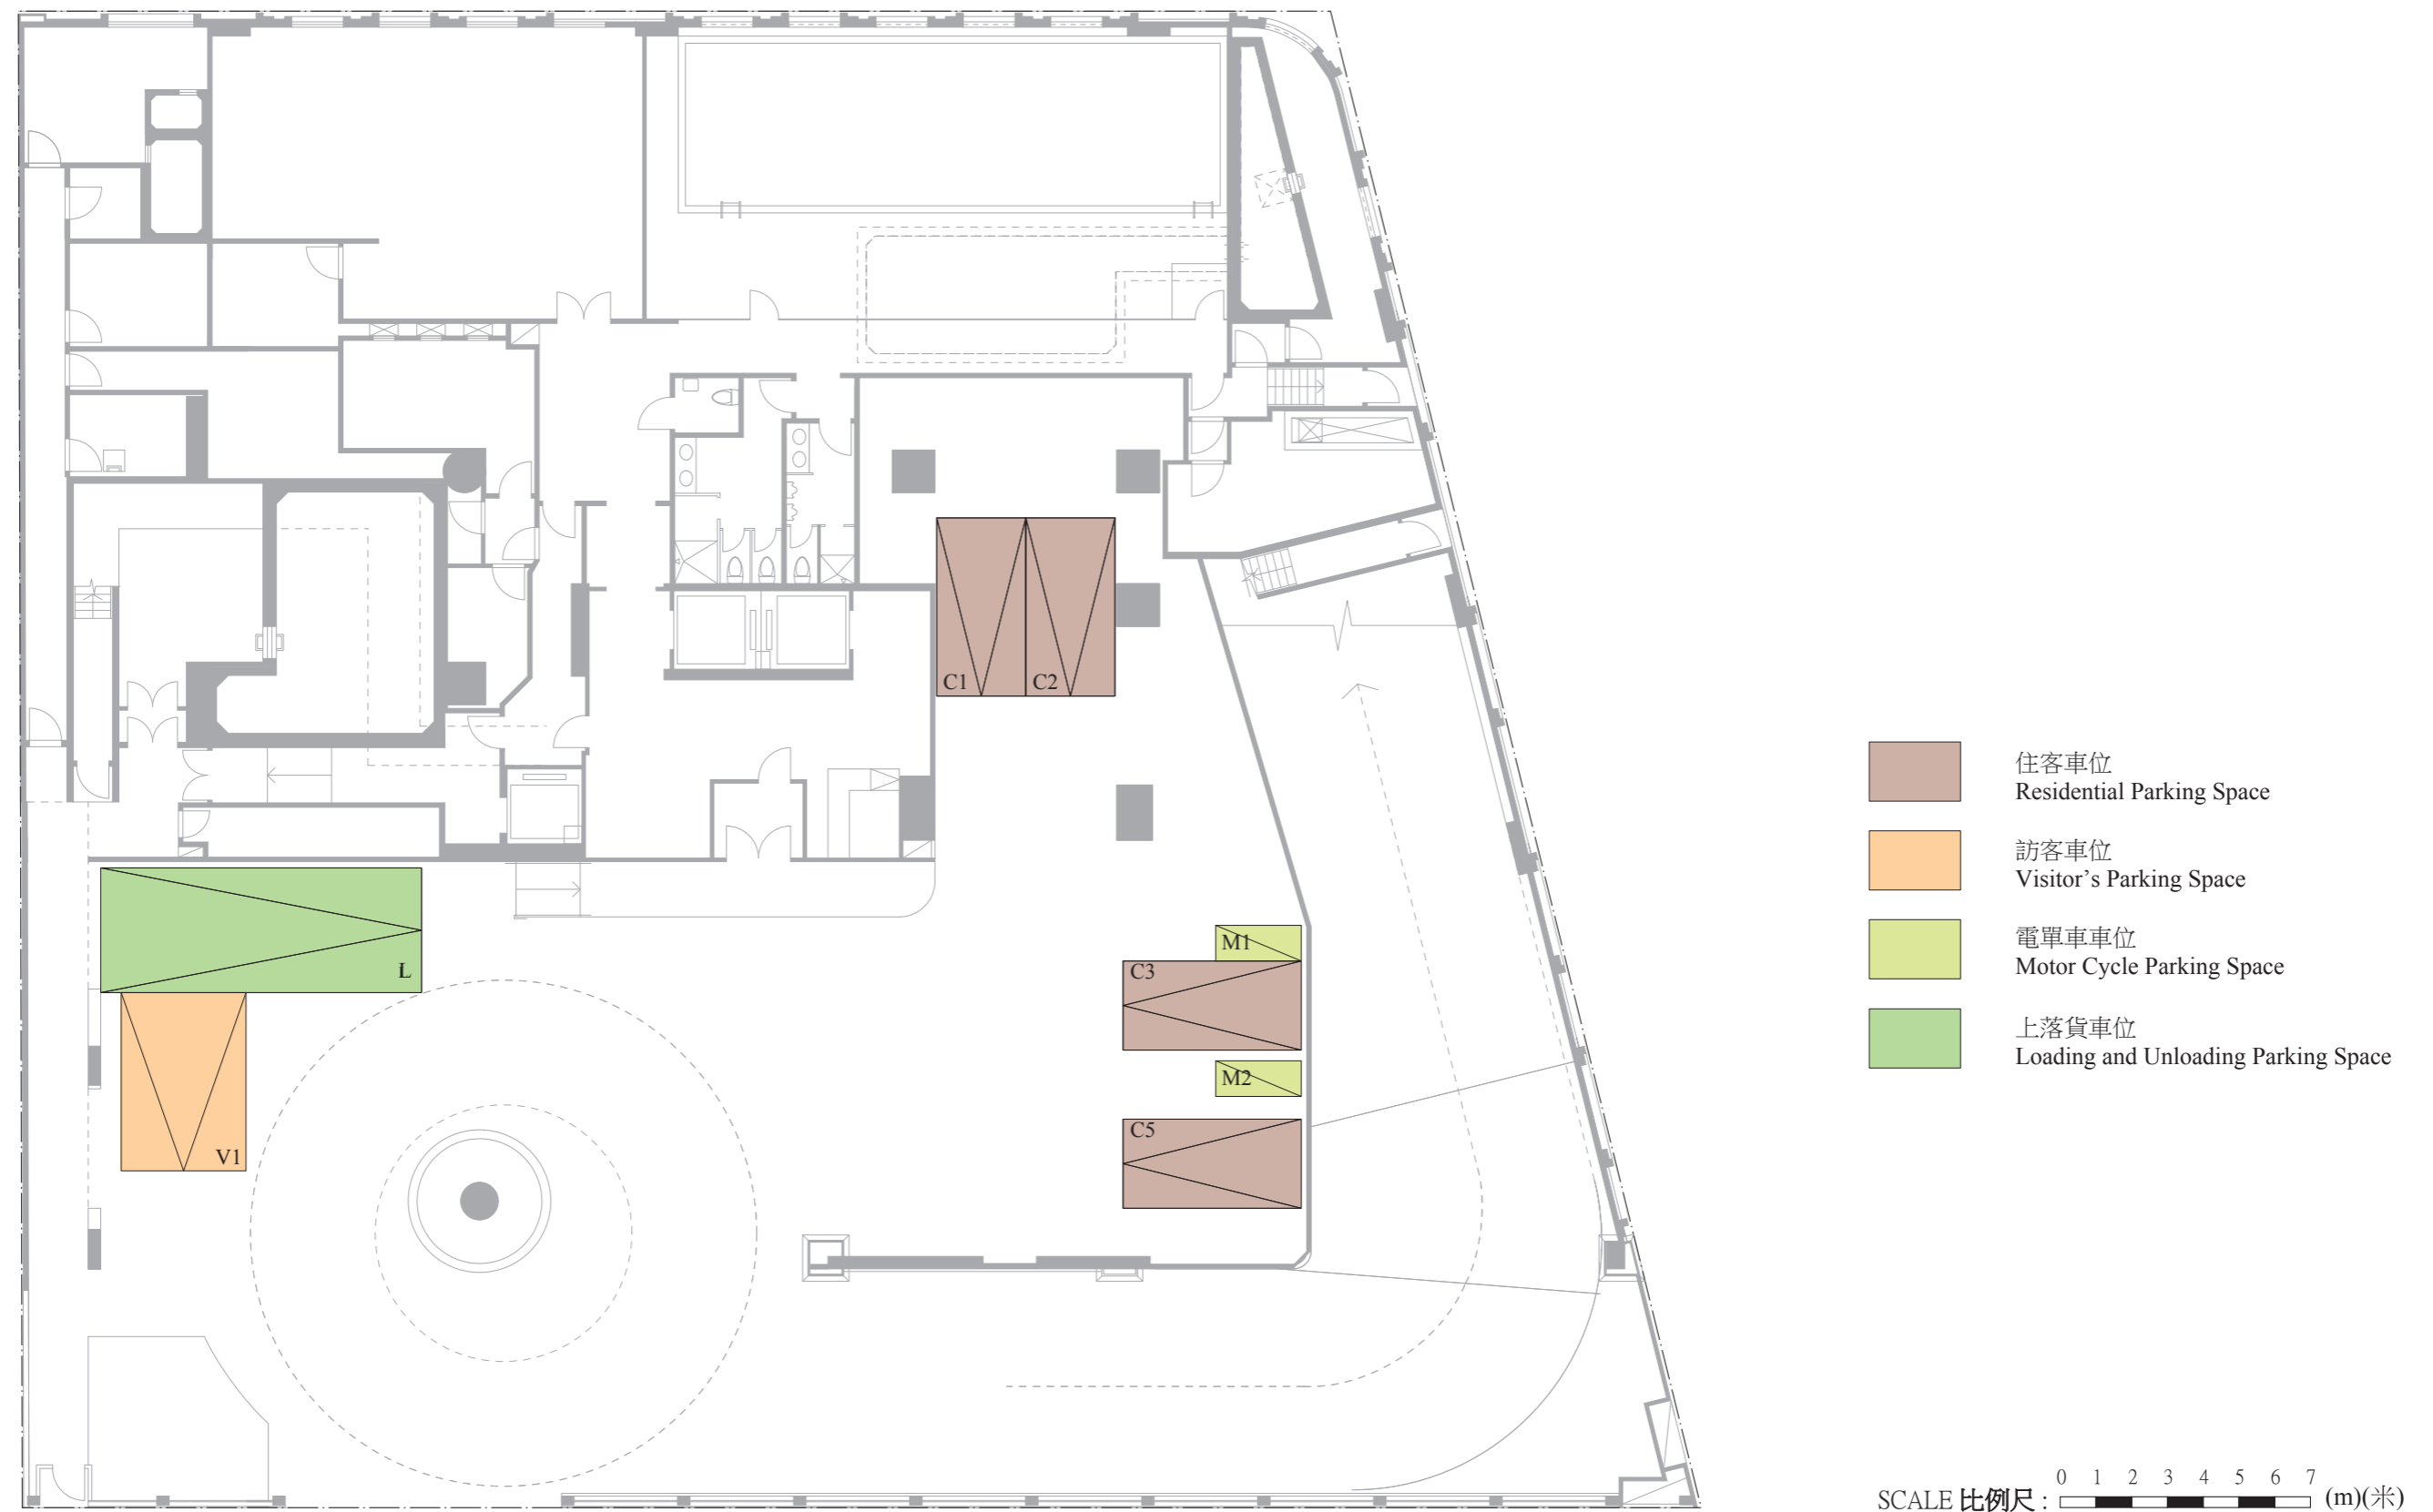 C1
C2
住客車位
Residential Parking Space
訪客車位
Visitor's Parking Space
L
M1
電單車車位
C3
Motor Cycle Parking Space
上落貨車位
Loading and Unloading Parking Space
M2
C5
V1
0 1 2 3 4 5 6 7
SCALE 比例尺 : (m)(米)